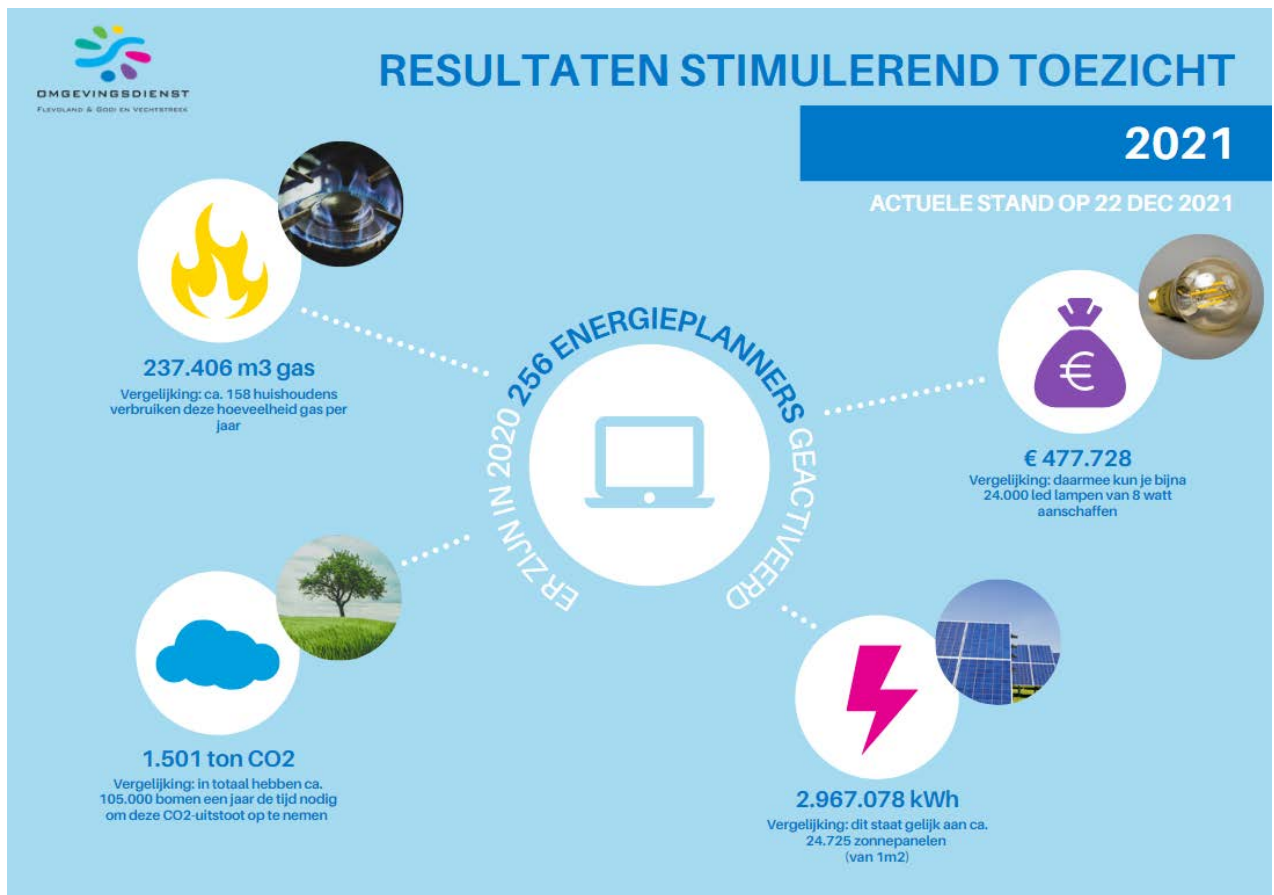 OMGEVINGSDIENST
FLEVOLAND & GOOI EN VECHTSTREEK
RESULTATEN STIMULEREND TOEZICHT
2021
ACTUELE STAND OP 22 DEC 2021
237.406 m3 gas
Vergelijking: ca. 158 huishoudens
verbruiken deze hoeveelheid gas per
jaar
ER ZIJN IN 2020 256 ENERGIEPLANNERS GEACTIVEERD
€
€ 477.728
Vergelijking: daarmee kun je bijna
24.000 led lampen van 8 watt
aanschaffen
1.501 ton CO2
Vergelijking: in totaal hebben ca.
105.000 bomen een jaar de tijd nodig
om deze CO2-uitstoot op te nemen
2.967.078 kWh
Vergelijking: dit staat gelijk aan ca.
24.725 zonnepanelen
(van 1m2)